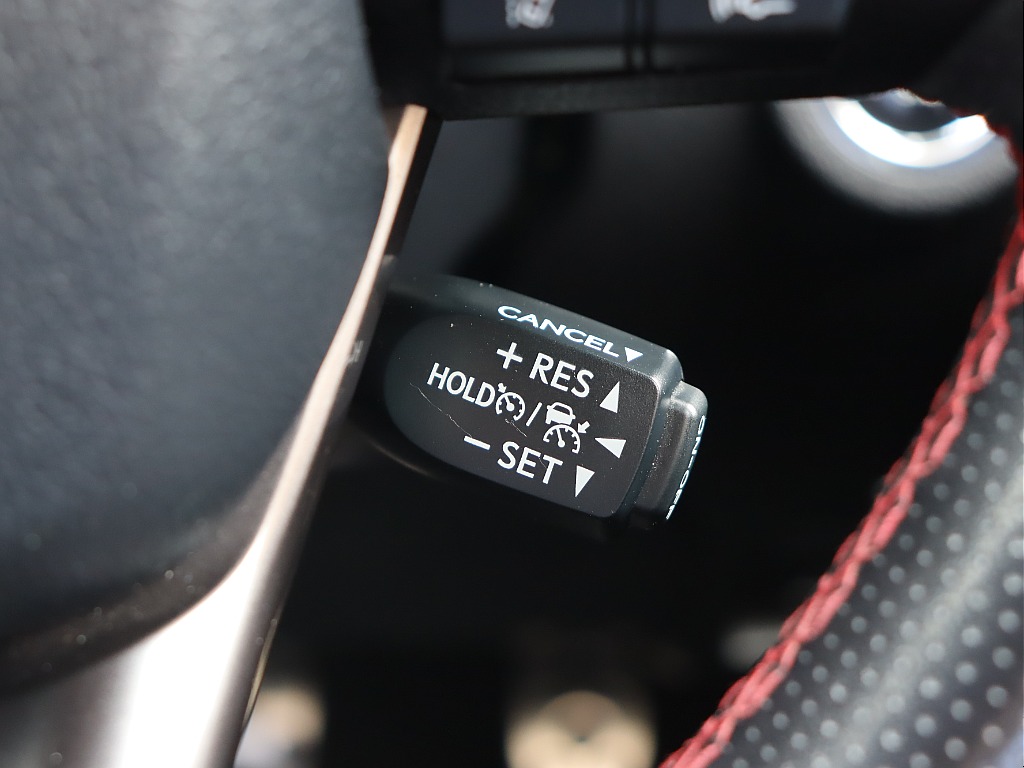 CANCEL▼
+ RES ▲
HOLD / ◀
− SET ▼